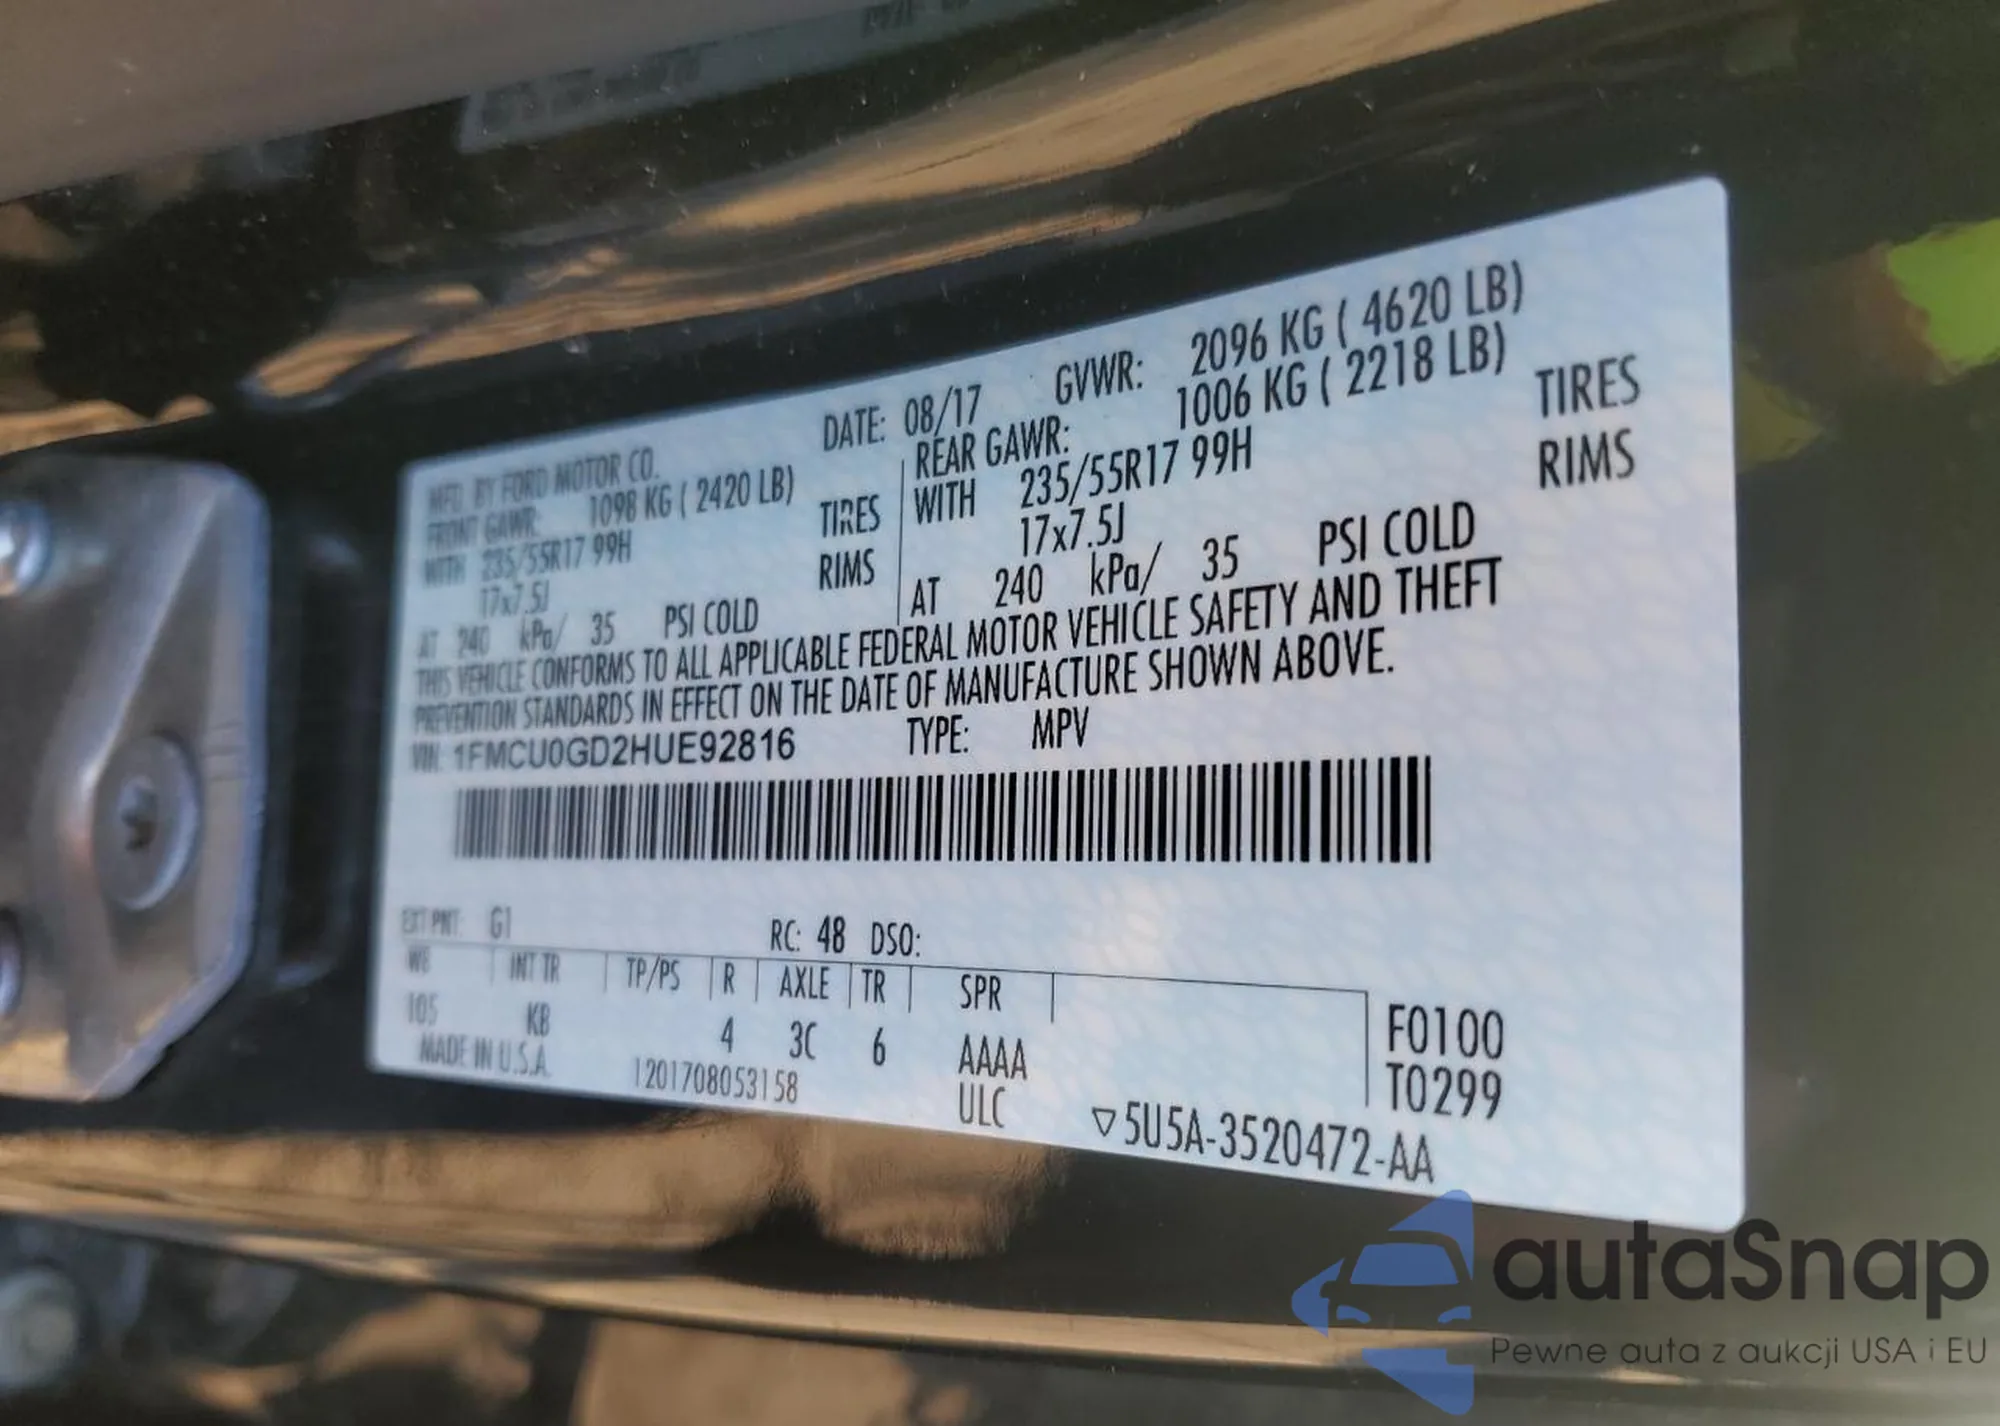 MFD. BY FORD MOTOR CO. DATE: 08/17 GVWR: 2096 KG ( 4620 LB)
FRONT GAWR: 1098 KG ( 2420 LB) REAR GAWR: 1006 KG ( 2218 LB)
WITH 235/55R17 99H TIRES WITH 235/55R17 99H TIRES
17x7.5J RIMS 17x7.5J RIMS
AT 240 kPa/ 35 PSI COLD AT 240 kPa/ 35 PSI COLD
THIS VEHICLE CONFORMS TO ALL APPLICABLE FEDERAL MOTOR VEHICLE SAFETY AND THEFT
PREVENTION STANDARDS IN EFFECT ON THE DATE OF MANUFACTURE SHOWN ABOVE.
VIN: 1FMCU0GD2HUE92816 TYPE: MPV
EXT PNT: G1 RC: 48 DSO:
WB INT TR TP/PS R AXLE TR SPR
105 KB 4 3C 6 AAAA F0100
MADE IN U.S.A. 1201708053158 ULC T0299
▽5U5A-3520472-AA
autaSnap
Pewne auta z aukcji USA i EU